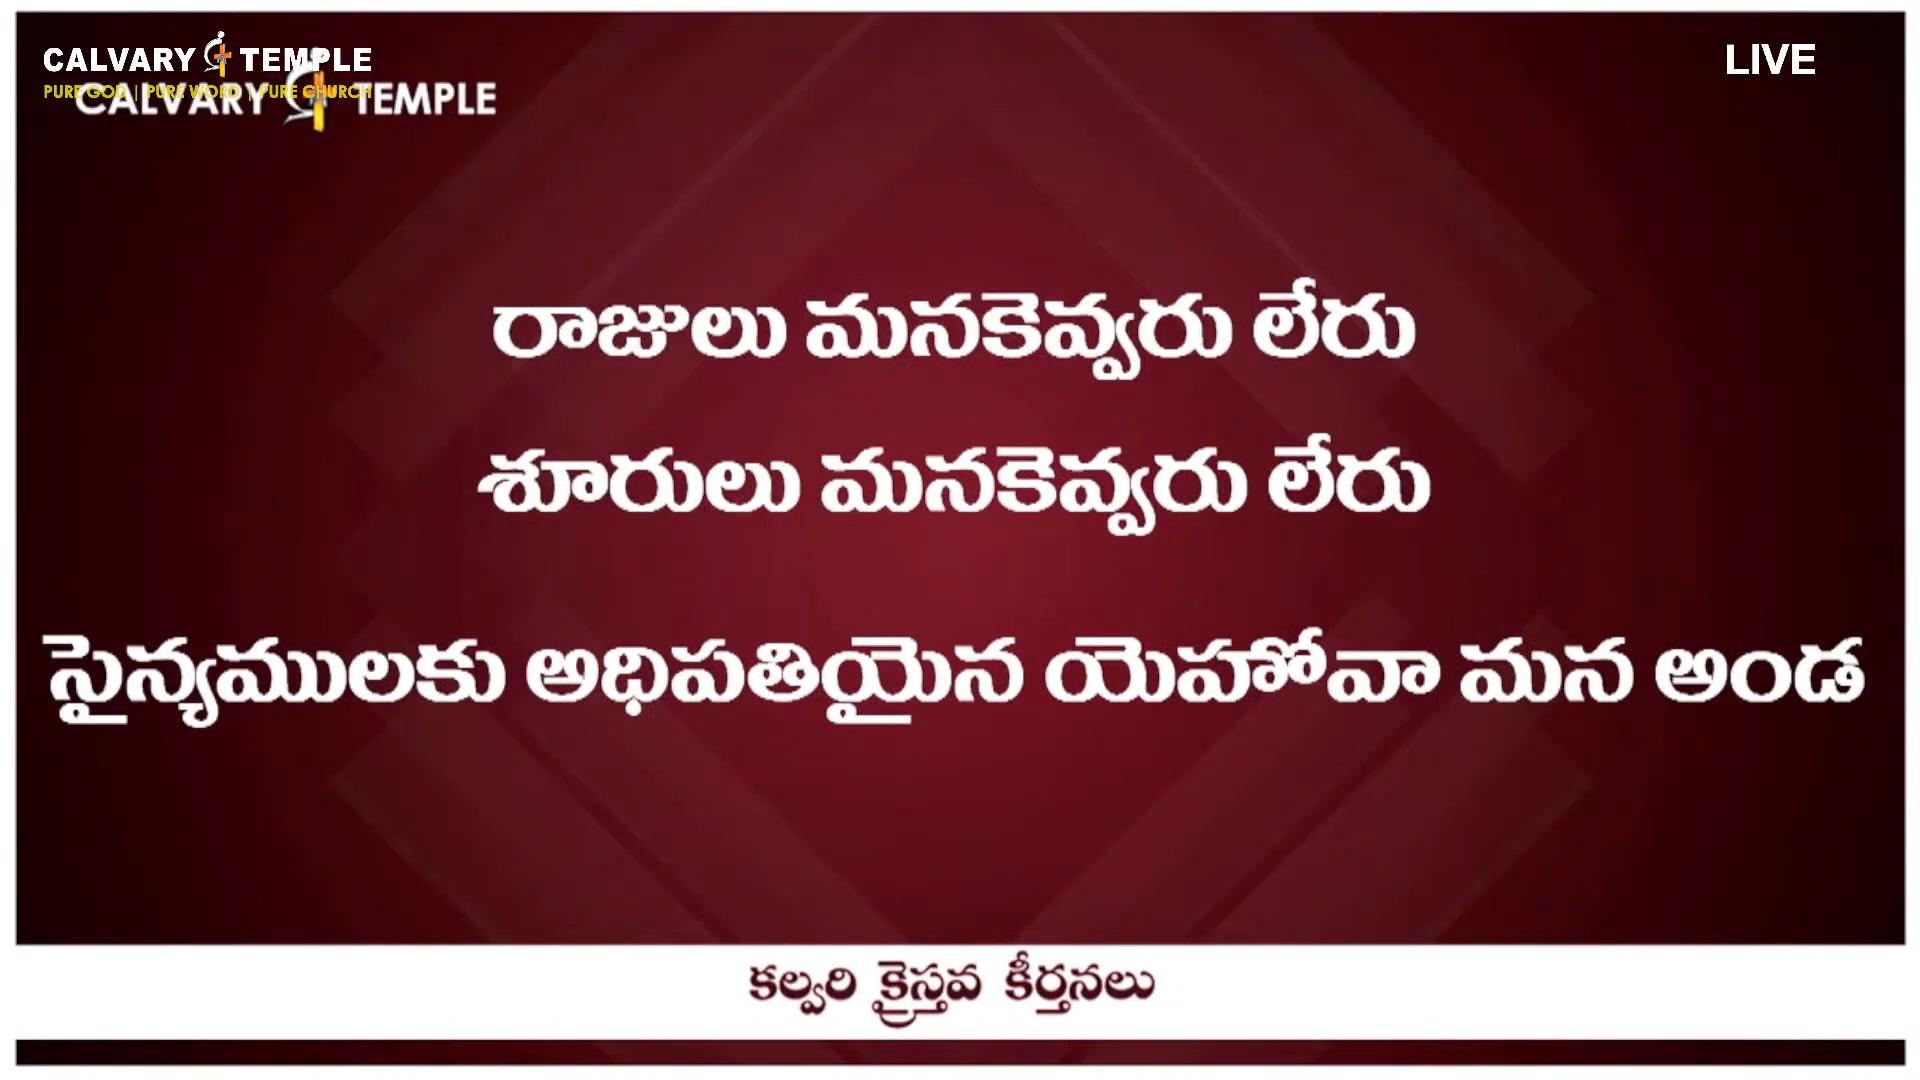 CALVARY TEMPLE
LIVE
PURE GOD | PURE WORD | PURE CHURCH
CALVARY TEMPLE
రాజులు మనకెవ్వరు లేరు
శూరులు మనకెవ్వరు లేరు
సైన్యములకు అధిపతియైన యెహోవా మన అండ
కల్వరి క్రైస్తవ కీర్తనలు